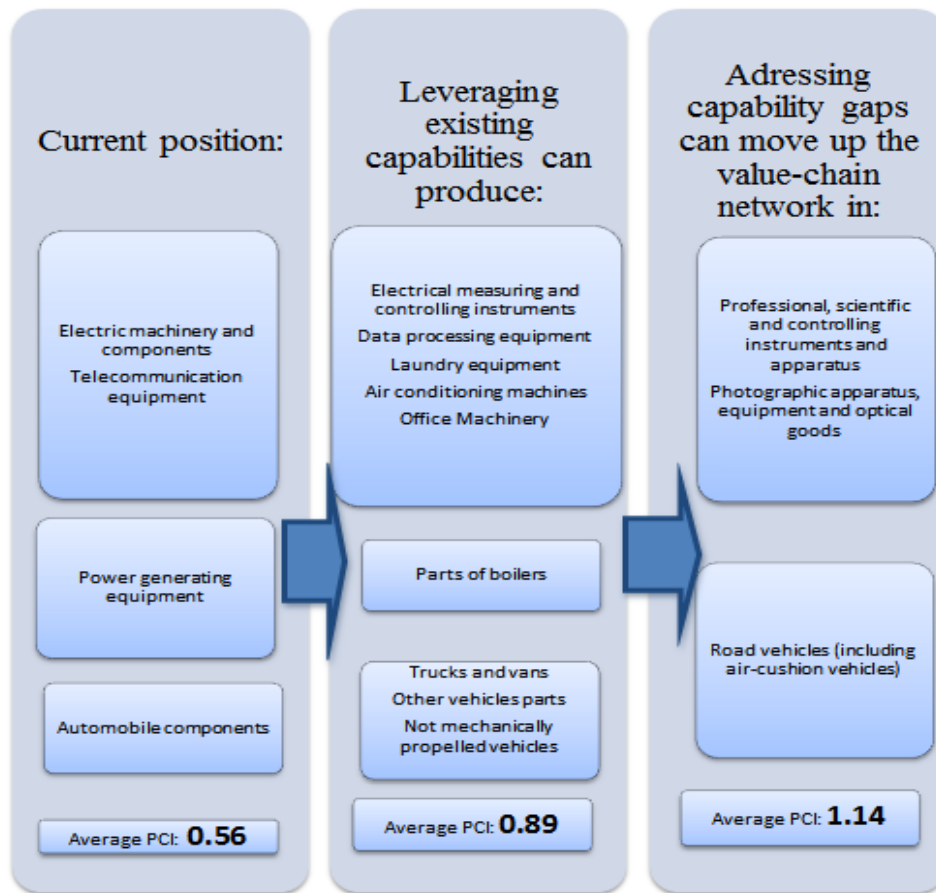 Current position:
Electric machinery and
components
Telecommunication
equipment
Power generating
equipment
Automobile components
Average PCI: 0.56
Leveraging
existing
capabilities can
produce:
Electrical measuring and
controlling instruments
Data processing equipment
Laundry equipment
Air conditioning machines
Office Machinery
Parts of boilers
Trucks and vans
Other vehicles parts
Not mechanically
propelled vehicles
Average PCI: 0.89
Adressing
capability gaps
can move up the
value-chain
network in:
Professional, scientific
and controlling
instruments and
apparatus
Photographic apparatus,
equipment and optical
goods
Road vehicles (including
air-cushion vehicles)
Average PCI: 1.14